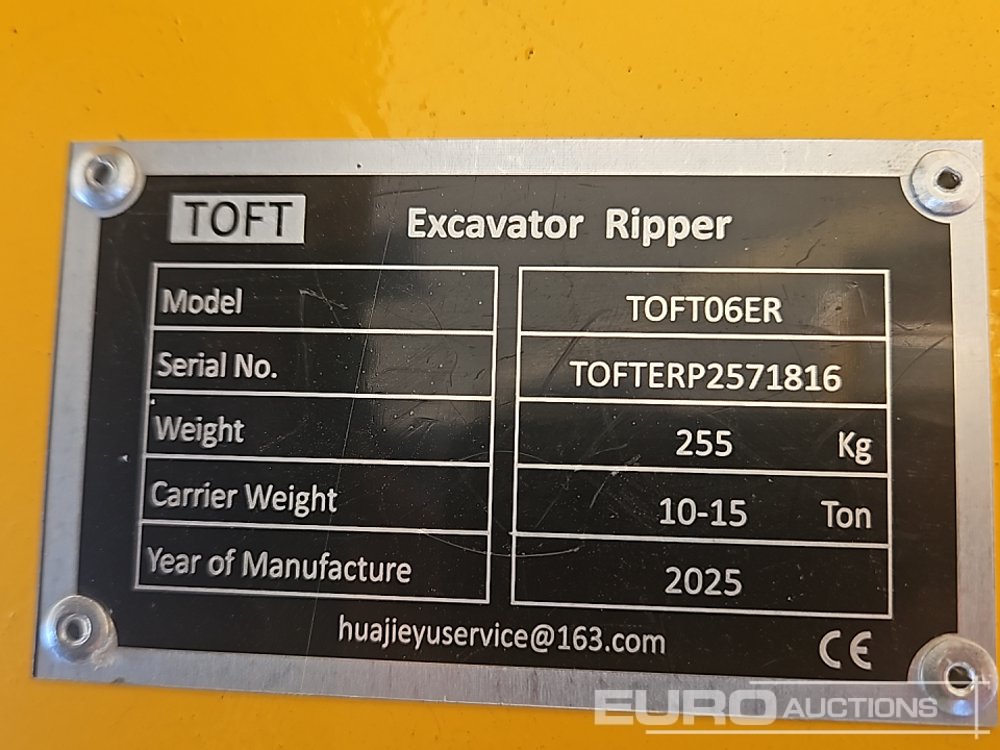 TOFT Excavator Ripper
Model TOFT06ER
Serial No. TOFTERP2571816
Weight 255 Kg
Carrier Weight 10-15 Ton
Year of Manufacture 2025
huajieyuservice@163.com CE
EURO AUCTIONS